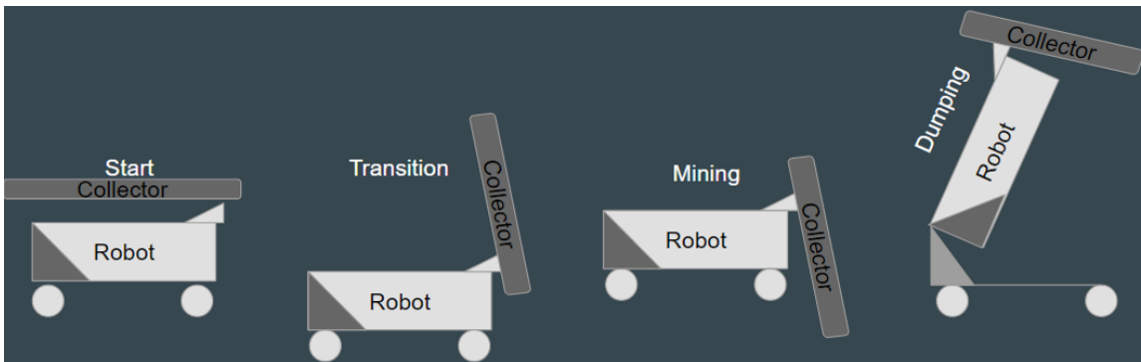 Start
Collector
Robot
Transition
Collector
Robot
Mining
Collector
Robot
Dumping
Collector
Robot